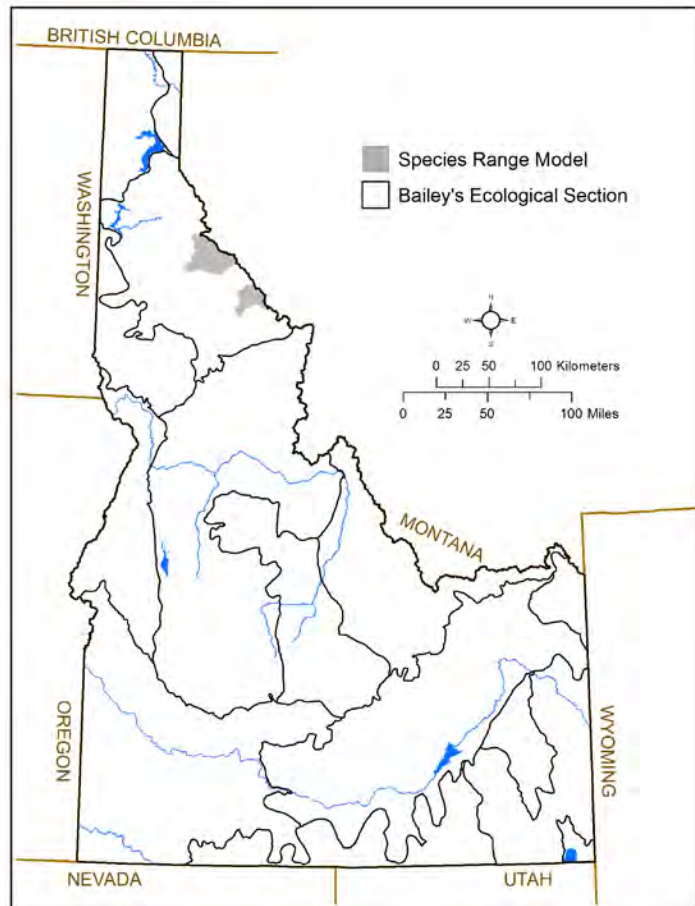 BRITISH COLUMBIA
WASHINGTON
Species Range Model
Bailey's Ecological Section
N
W E
S
0 25 50 100 Kilometers
0 25 50 100 Miles
MONTANA
OREGON
WYOMING
NEVADA
UTAH